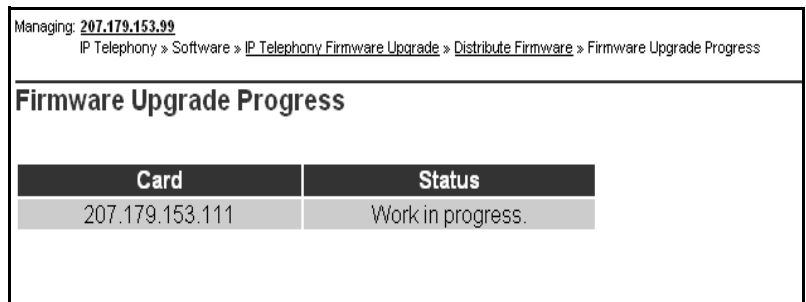 Managing: 207.179.153.99
IP Telephony » Software » IP Telephony Firmware Upgrade » Distribute Firmware » Firmware Upgrade Progress
Firmware Upgrade Progress
Card Status
207.179.153.111 Work in progress.